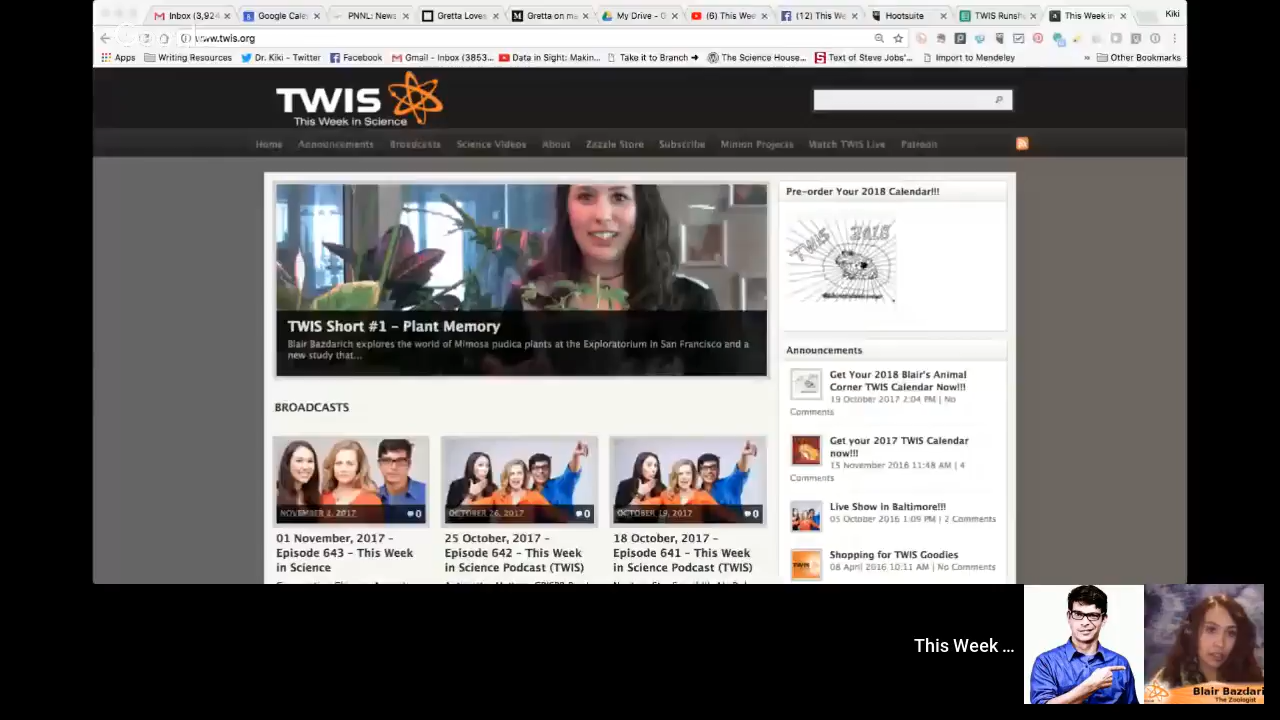 Inbox (3,924
Google Cale
PNNL: News
Gretta Loves
Gretta on me
My Drive - G
(6) This Wee
(12) This We
Hootsuite
TWIS Runsh
This Week in
Kiki
www.twis.org
Apps
Writing Resources
Dr. Kiki - Twitter
Facebook
Gmail - Inbox (3853...
Data in Sight: Makin...
Take it to Branch →
The Science House...
Text of Steve Jobs'...
Import to Mendeley
»
Other Bookmarks
TWIS
This Week in Science
Home
Announcements
Broadcasts
Science Videos
About
Zazzle Store
Subscribe
Minion Projects
Watch TWIS Live
Patreon
TWIS Short #1 – Plant Memory
Blair Bazdarich explores the world of Mimosa pudica plants at the Exploratorium in San Francisco and a
new study that...
Pre-order Your 2018 Calendar!!!
TWIS 2018
Announcements
Get Your 2018 Blair's Animal
Corner TWIS Calendar Now!!!
19 October 2017 2:04 PM | No
Comments
Get your 2017 TWIS Calendar
now!!!
15 November 2016 11:48 AM | 4
Comments
Live Show in Baltimore!!!
05 October 2016 1:09 PM | 2 Comments
Shopping for TWIS Goodies
08 April 2016 10:11 AM | No Comments
BROADCASTS
NOVEMBER 2, 2017
0
01 November, 2017 –
Episode 643 – This Week
in Science
OCTOBER 26, 2017
0
25 October, 2017 –
Episode 642 – This Week
in Science Podcast (TWIS)
OCTOBER 19, 2017
0
18 October, 2017 –
Episode 641 – This Week
in Science Podcast (TWIS)
This Week ...
Blair Bazdari
The Zoologist